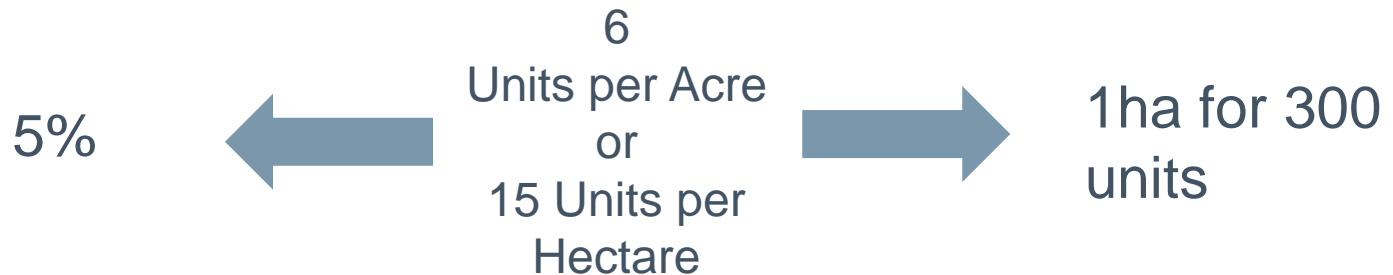 5%
6
Units per Acre
or
15 Units per
Hectare
1ha for 300
units